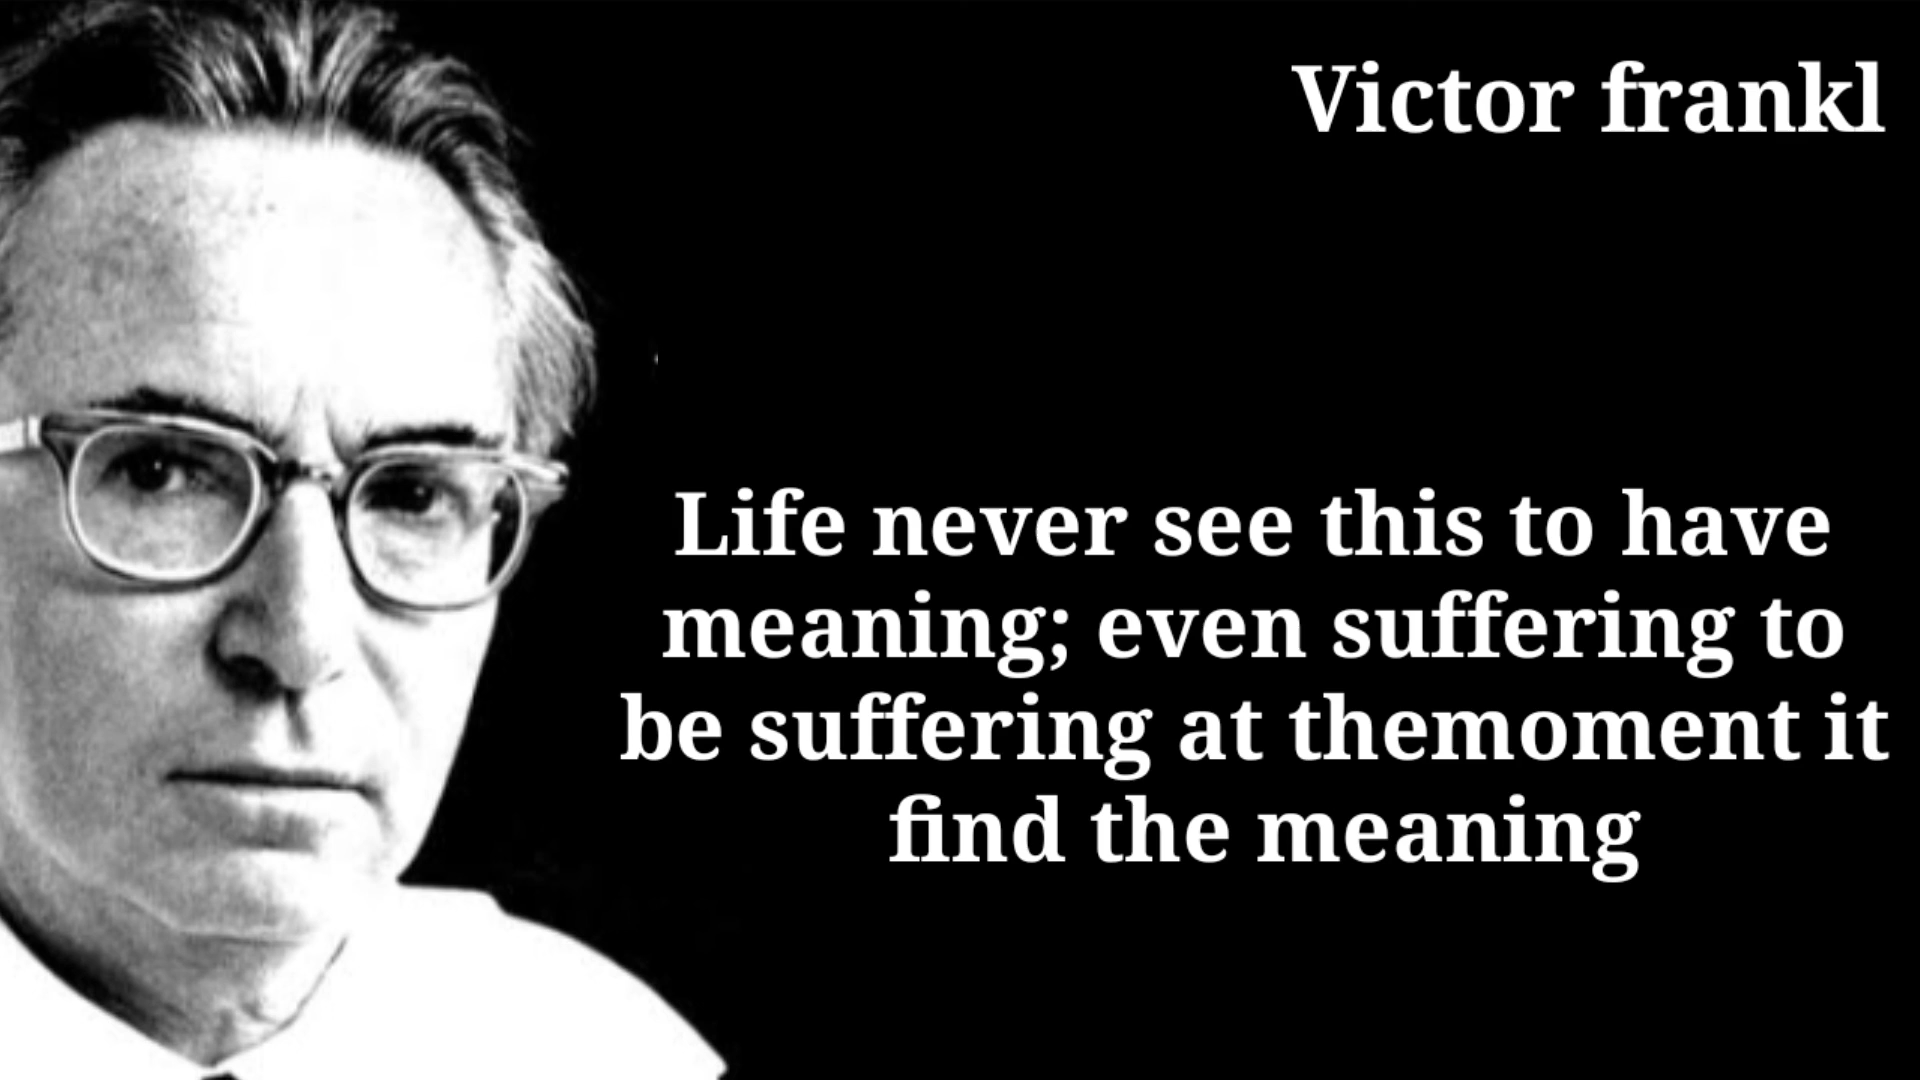 Victor frankl
Life never see this to have
meaning; even suffering to
be suffering at themoment it
find the meaning